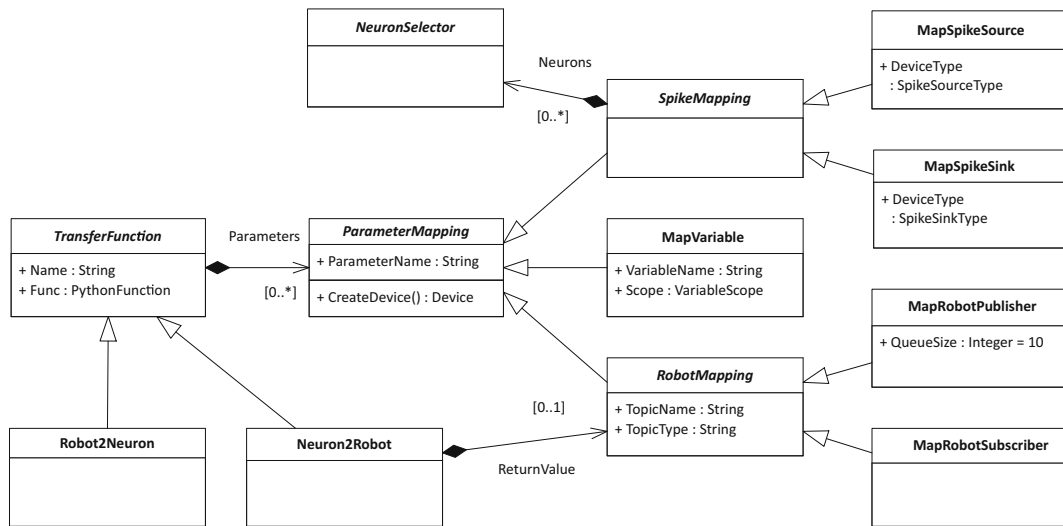 NeuronSelector
Neurons
[0..*]
SpikeMapping
MapSpikeSource
+ DeviceType
: SpikeSourceType
MapSpikeSink
+ DeviceType
: SpikeSinkType
TransferFunction
+ Name : String
+ Func : PythonFunction
Parameters
[0..*]
ParameterMapping
+ ParameterName : String
+ CreateDevice() : Device
MapVariable
+ VariableName : String
+ Scope : VariableScope
MapRobotPublisher
+ QueueSize : Integer = 10
RobotMapping
+ TopicName : String
+ TopicType : String
[0..1]
ReturnValue
Robot2Neuron
Neuron2Robot
MapRobotSubscriber